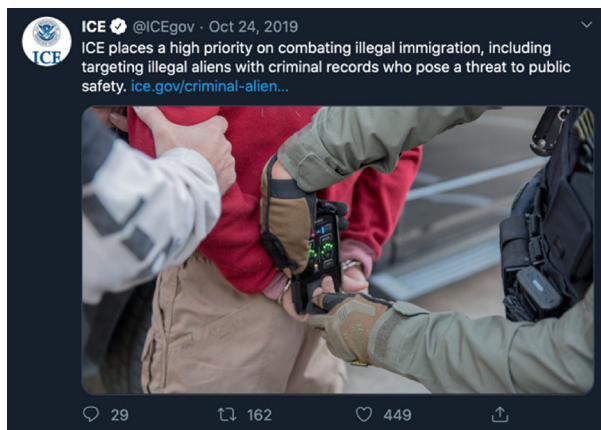 ICE @ICEgov · Oct 24, 2019
ICE
ICE places a high priority on combating illegal immigration, including
targeting illegal aliens with criminal records who pose a threat to public
safety. ice.gov/criminal-alien...
29 162 449